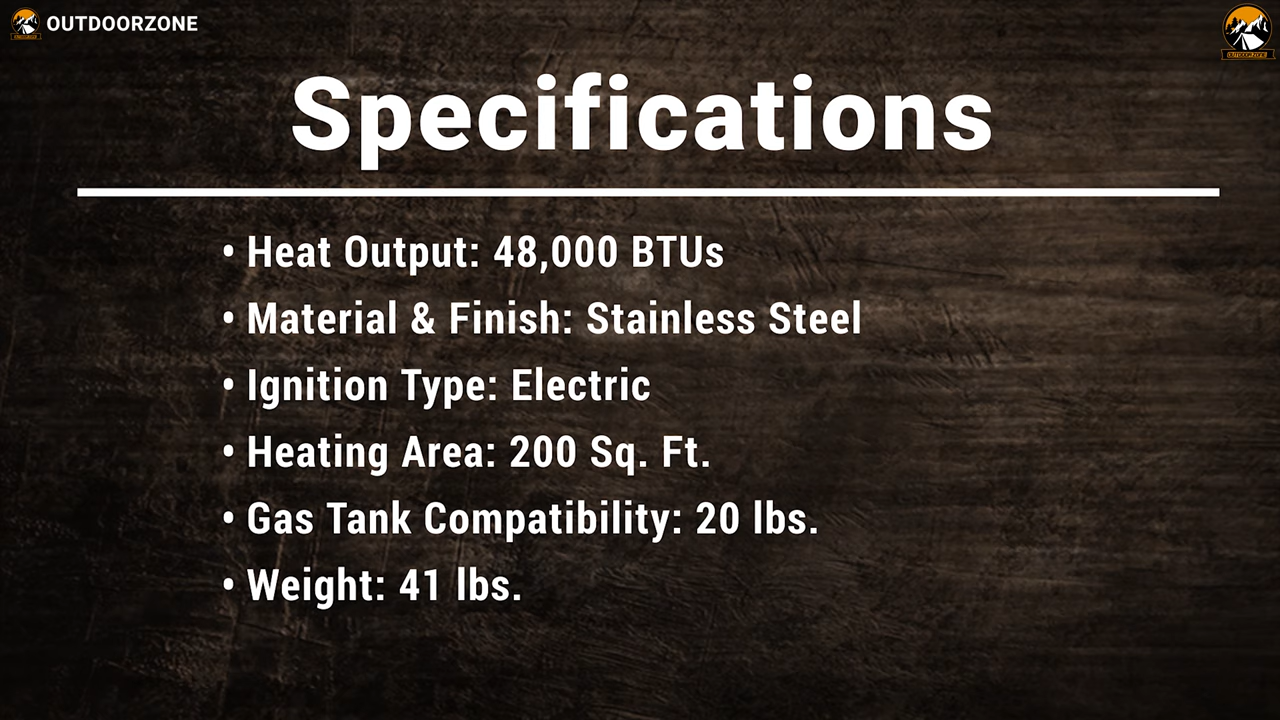 OUTDOORZONE
OUTDOORZONE
Specifications
• Heat Output: 48,000 BTUs
• Material & Finish: Stainless Steel
• Ignition Type: Electric
• Heating Area: 200 Sq. Ft.
• Gas Tank Compatibility: 20 lbs.
• Weight: 41 lbs.